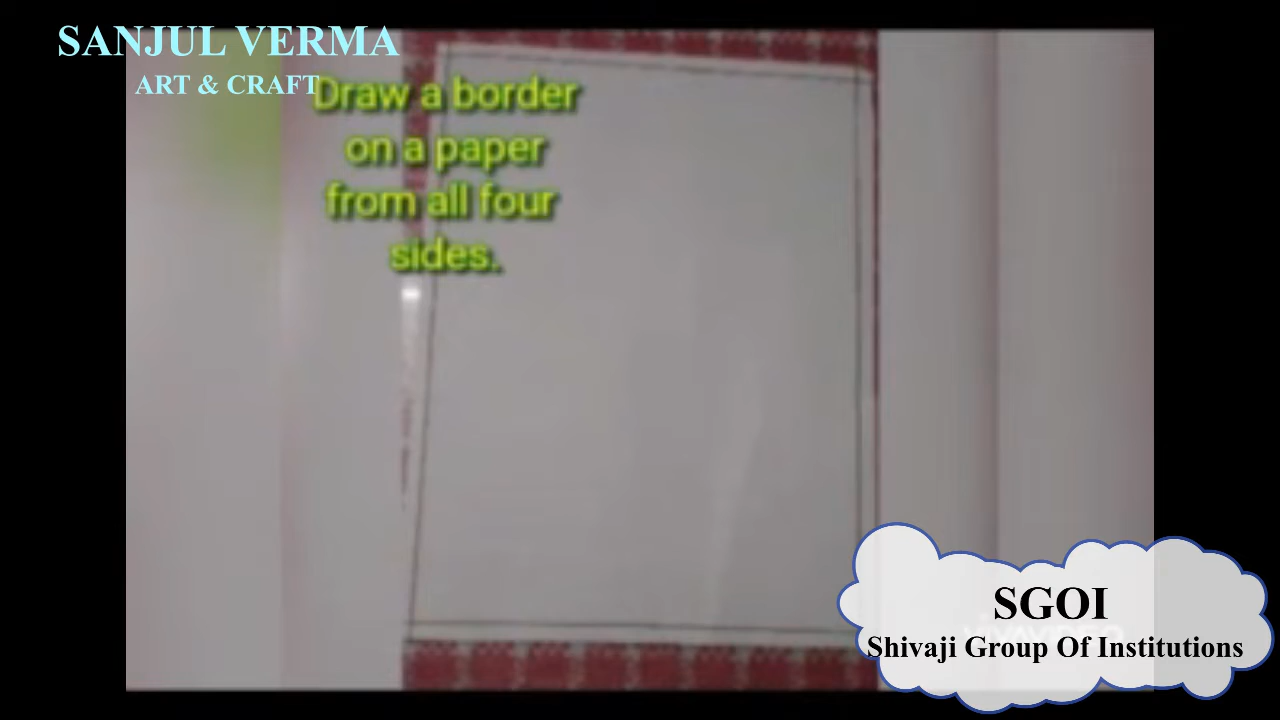 SANJUL VERMA
ART & CRAFT
Draw a border
on a paper
from all four
sides.
SGOI
Shivaji Group Of Institutions